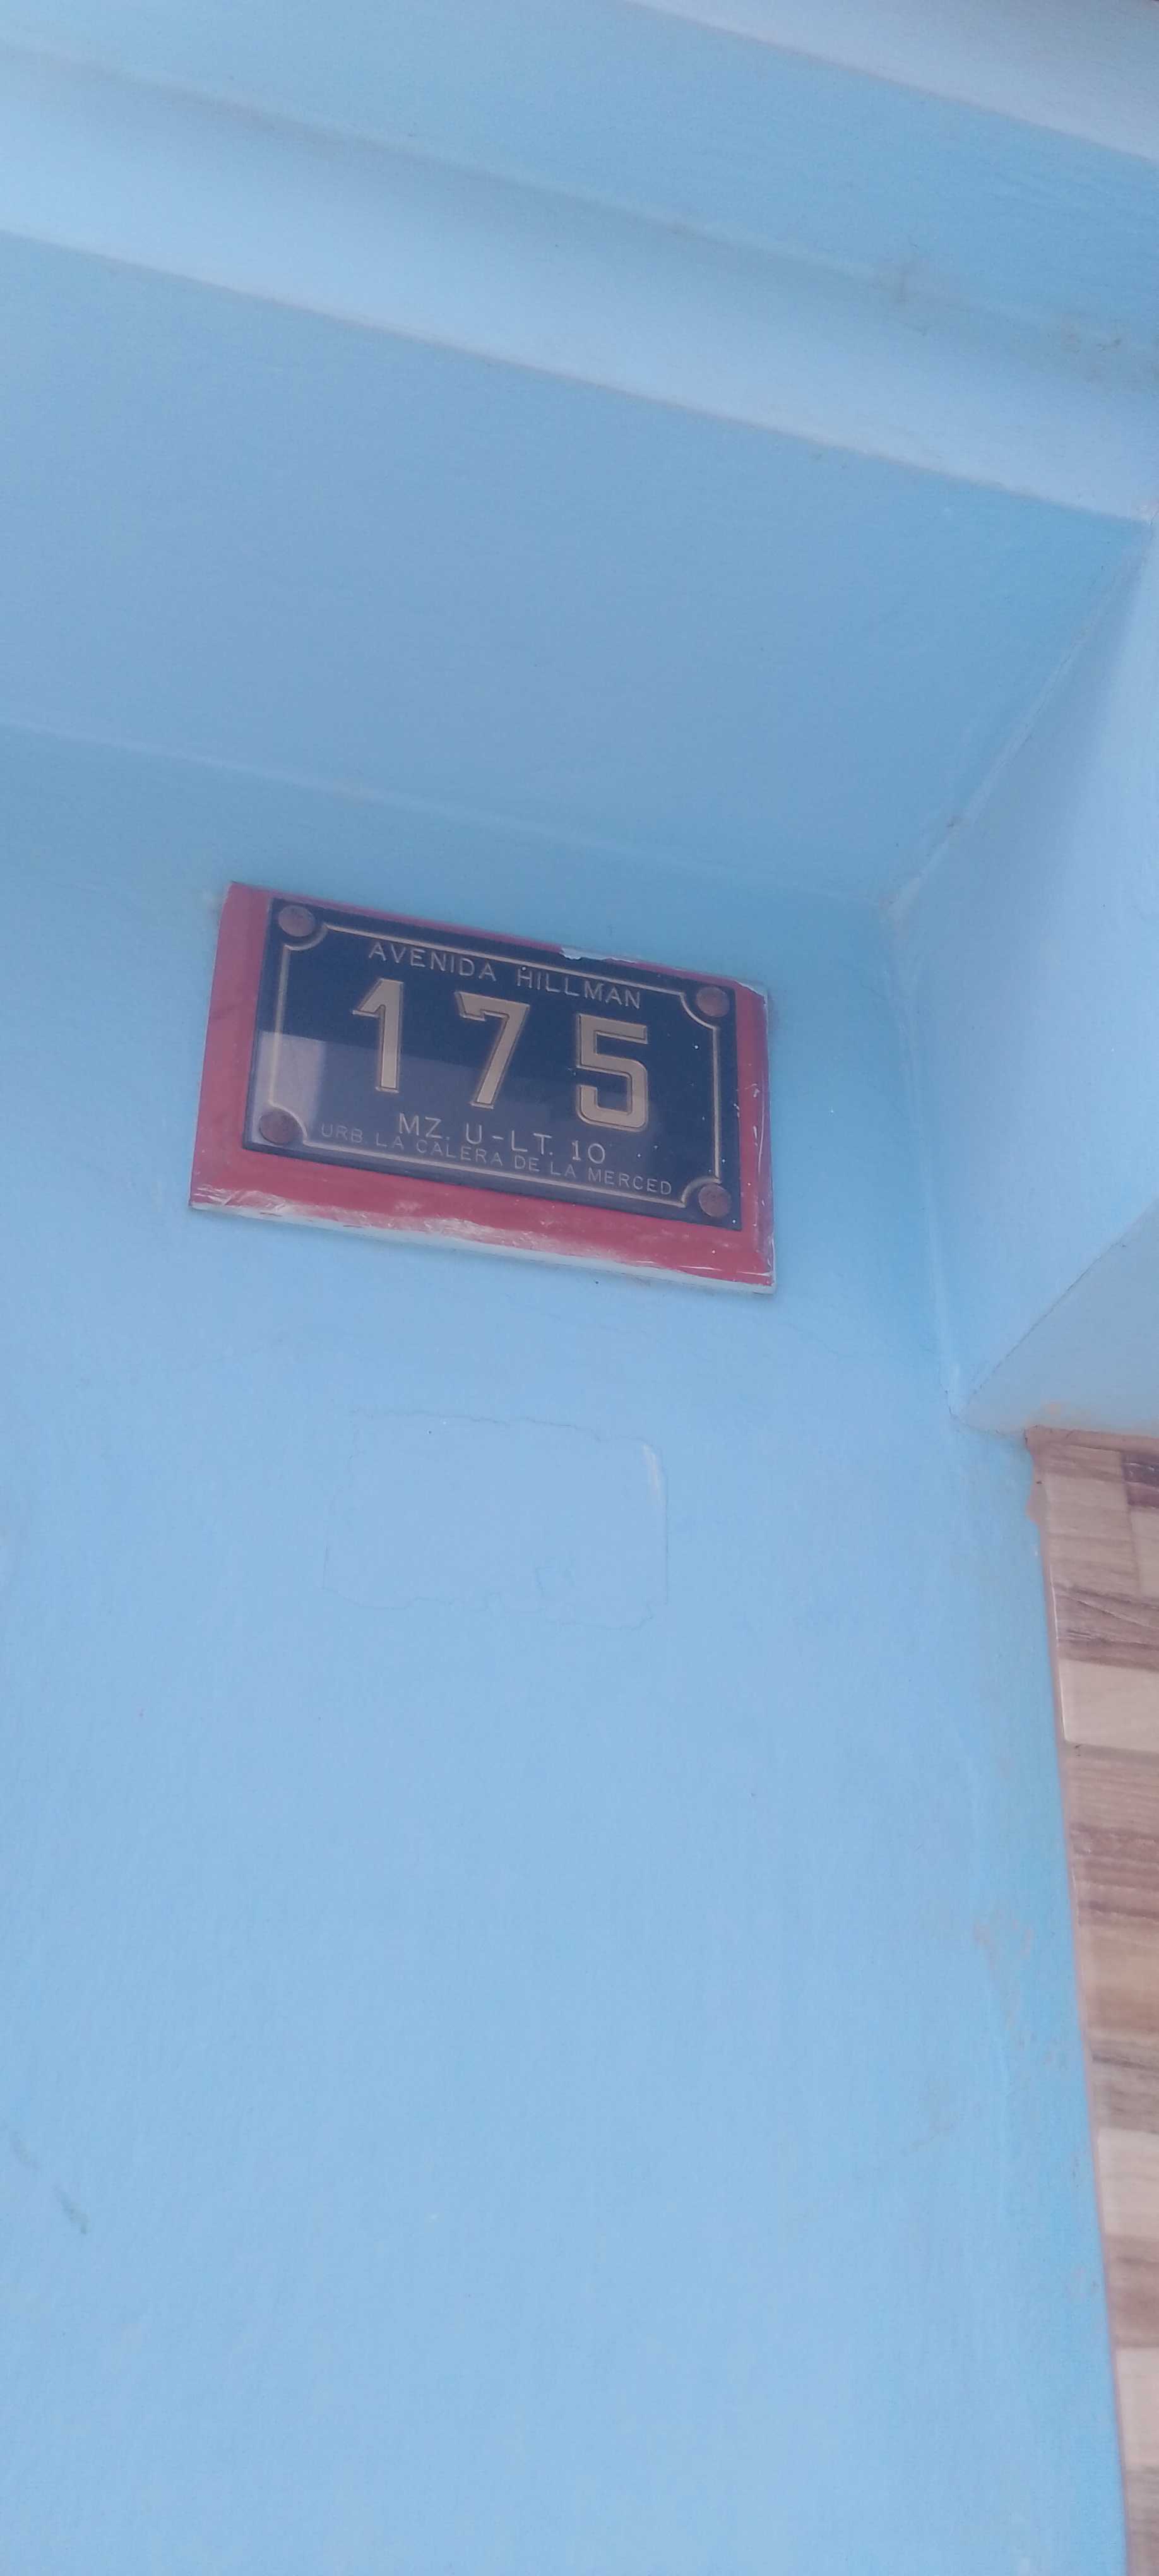 AVENIDA HILLMAN
175
MZ. U-LT. 10
URB. LA CALERA DE LA MERCED